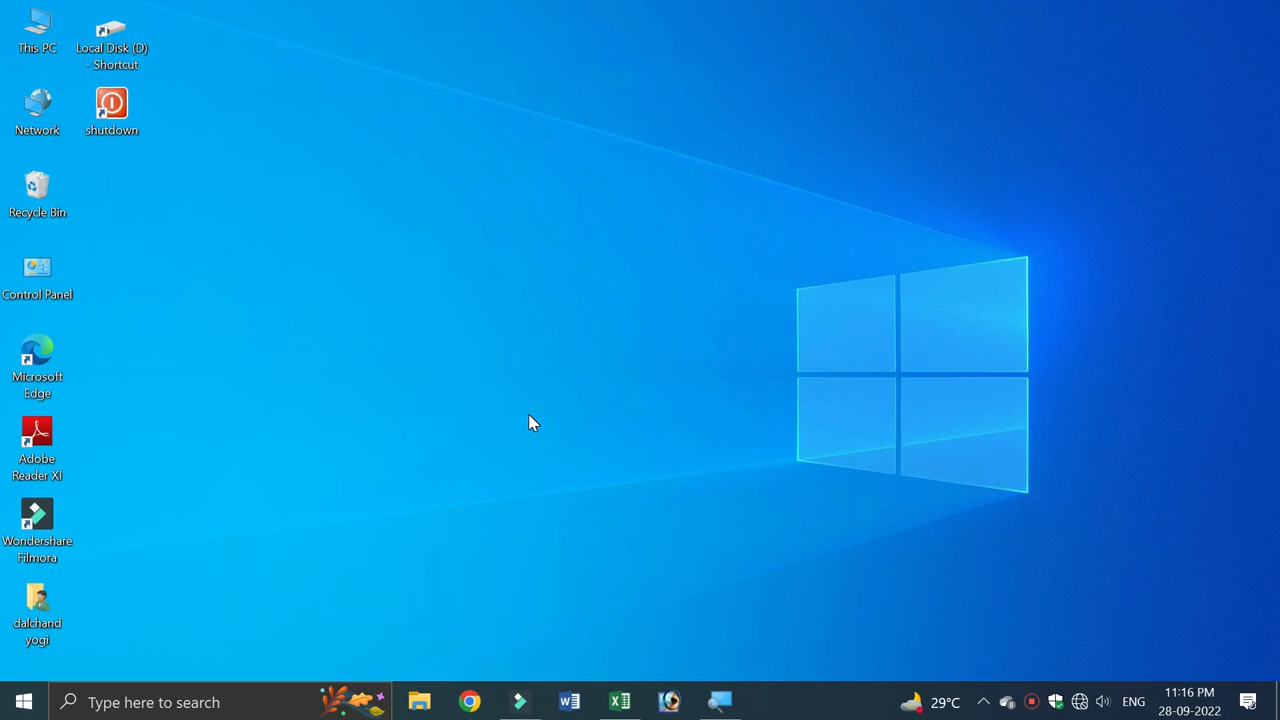 This PC
Local Disk (D)
- Shortcut
Network
shutdown
Recycle Bin
Control Panel
Microsoft
Edge
Adobe
Reader XI
Wondershare
Filmora
dalchand
yogi
Type here to search
29°C
ENG
11:16 PM
28-09-2022